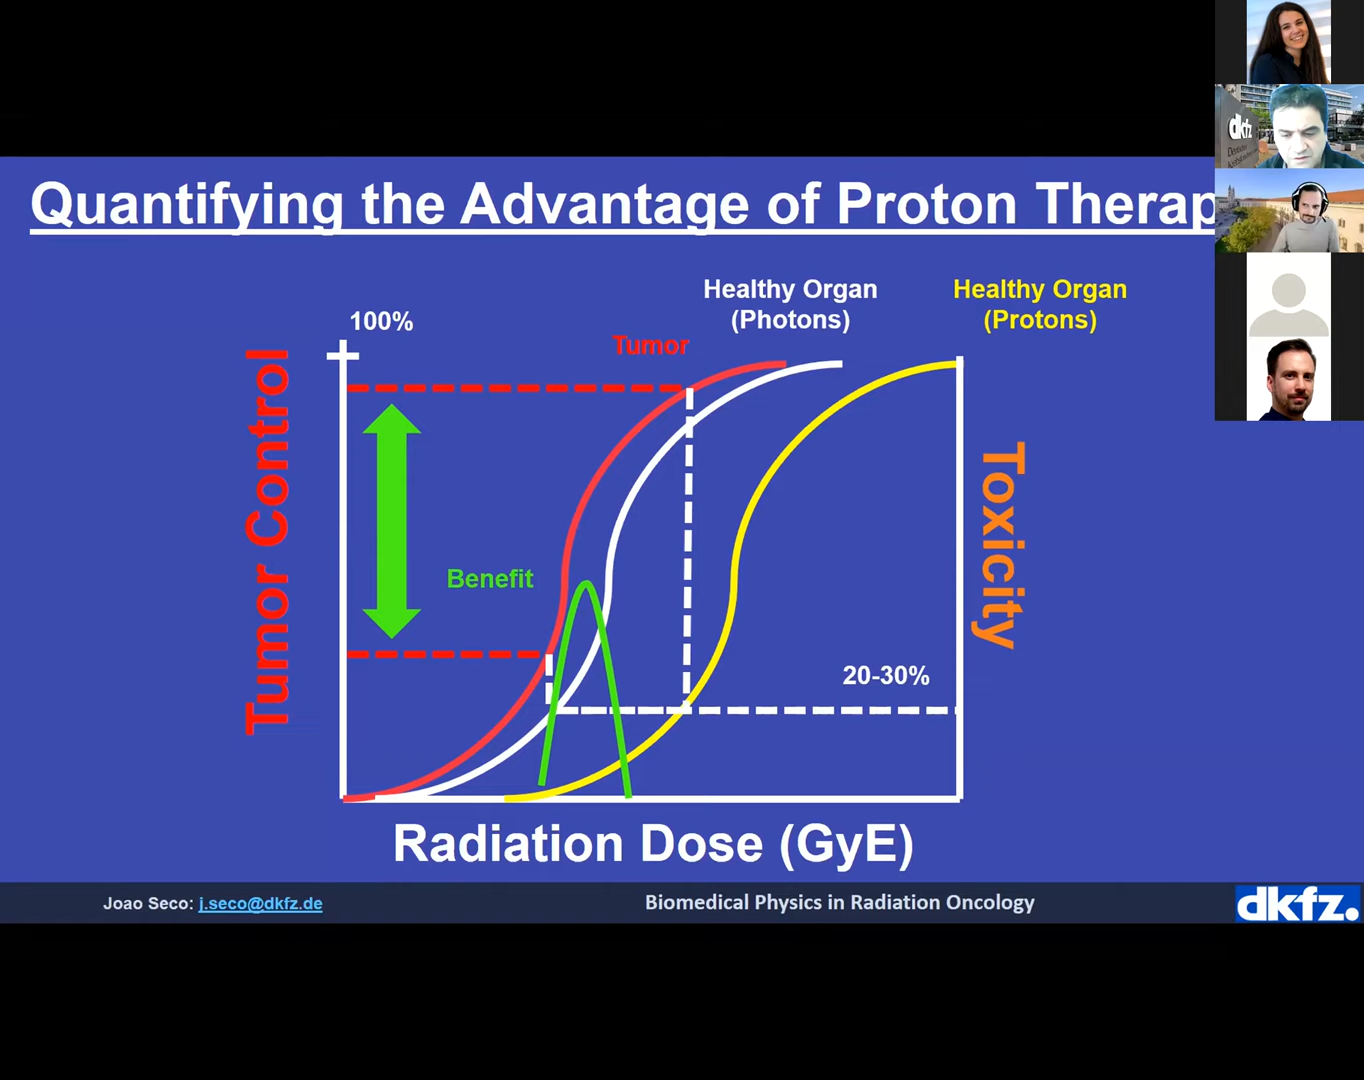 Quantifying the Advantage of Proton Therap
Healthy Organ
(Photons)
Healthy Organ
(Protons)
100%
Tumor
Tumor Control
Benefit
Toxicity
20-30%
Radiation Dose (GyE)
Joao Seco: j.seco@dkfz.de
Biomedical Physics in Radiation Oncology
dkfz.
dkfz